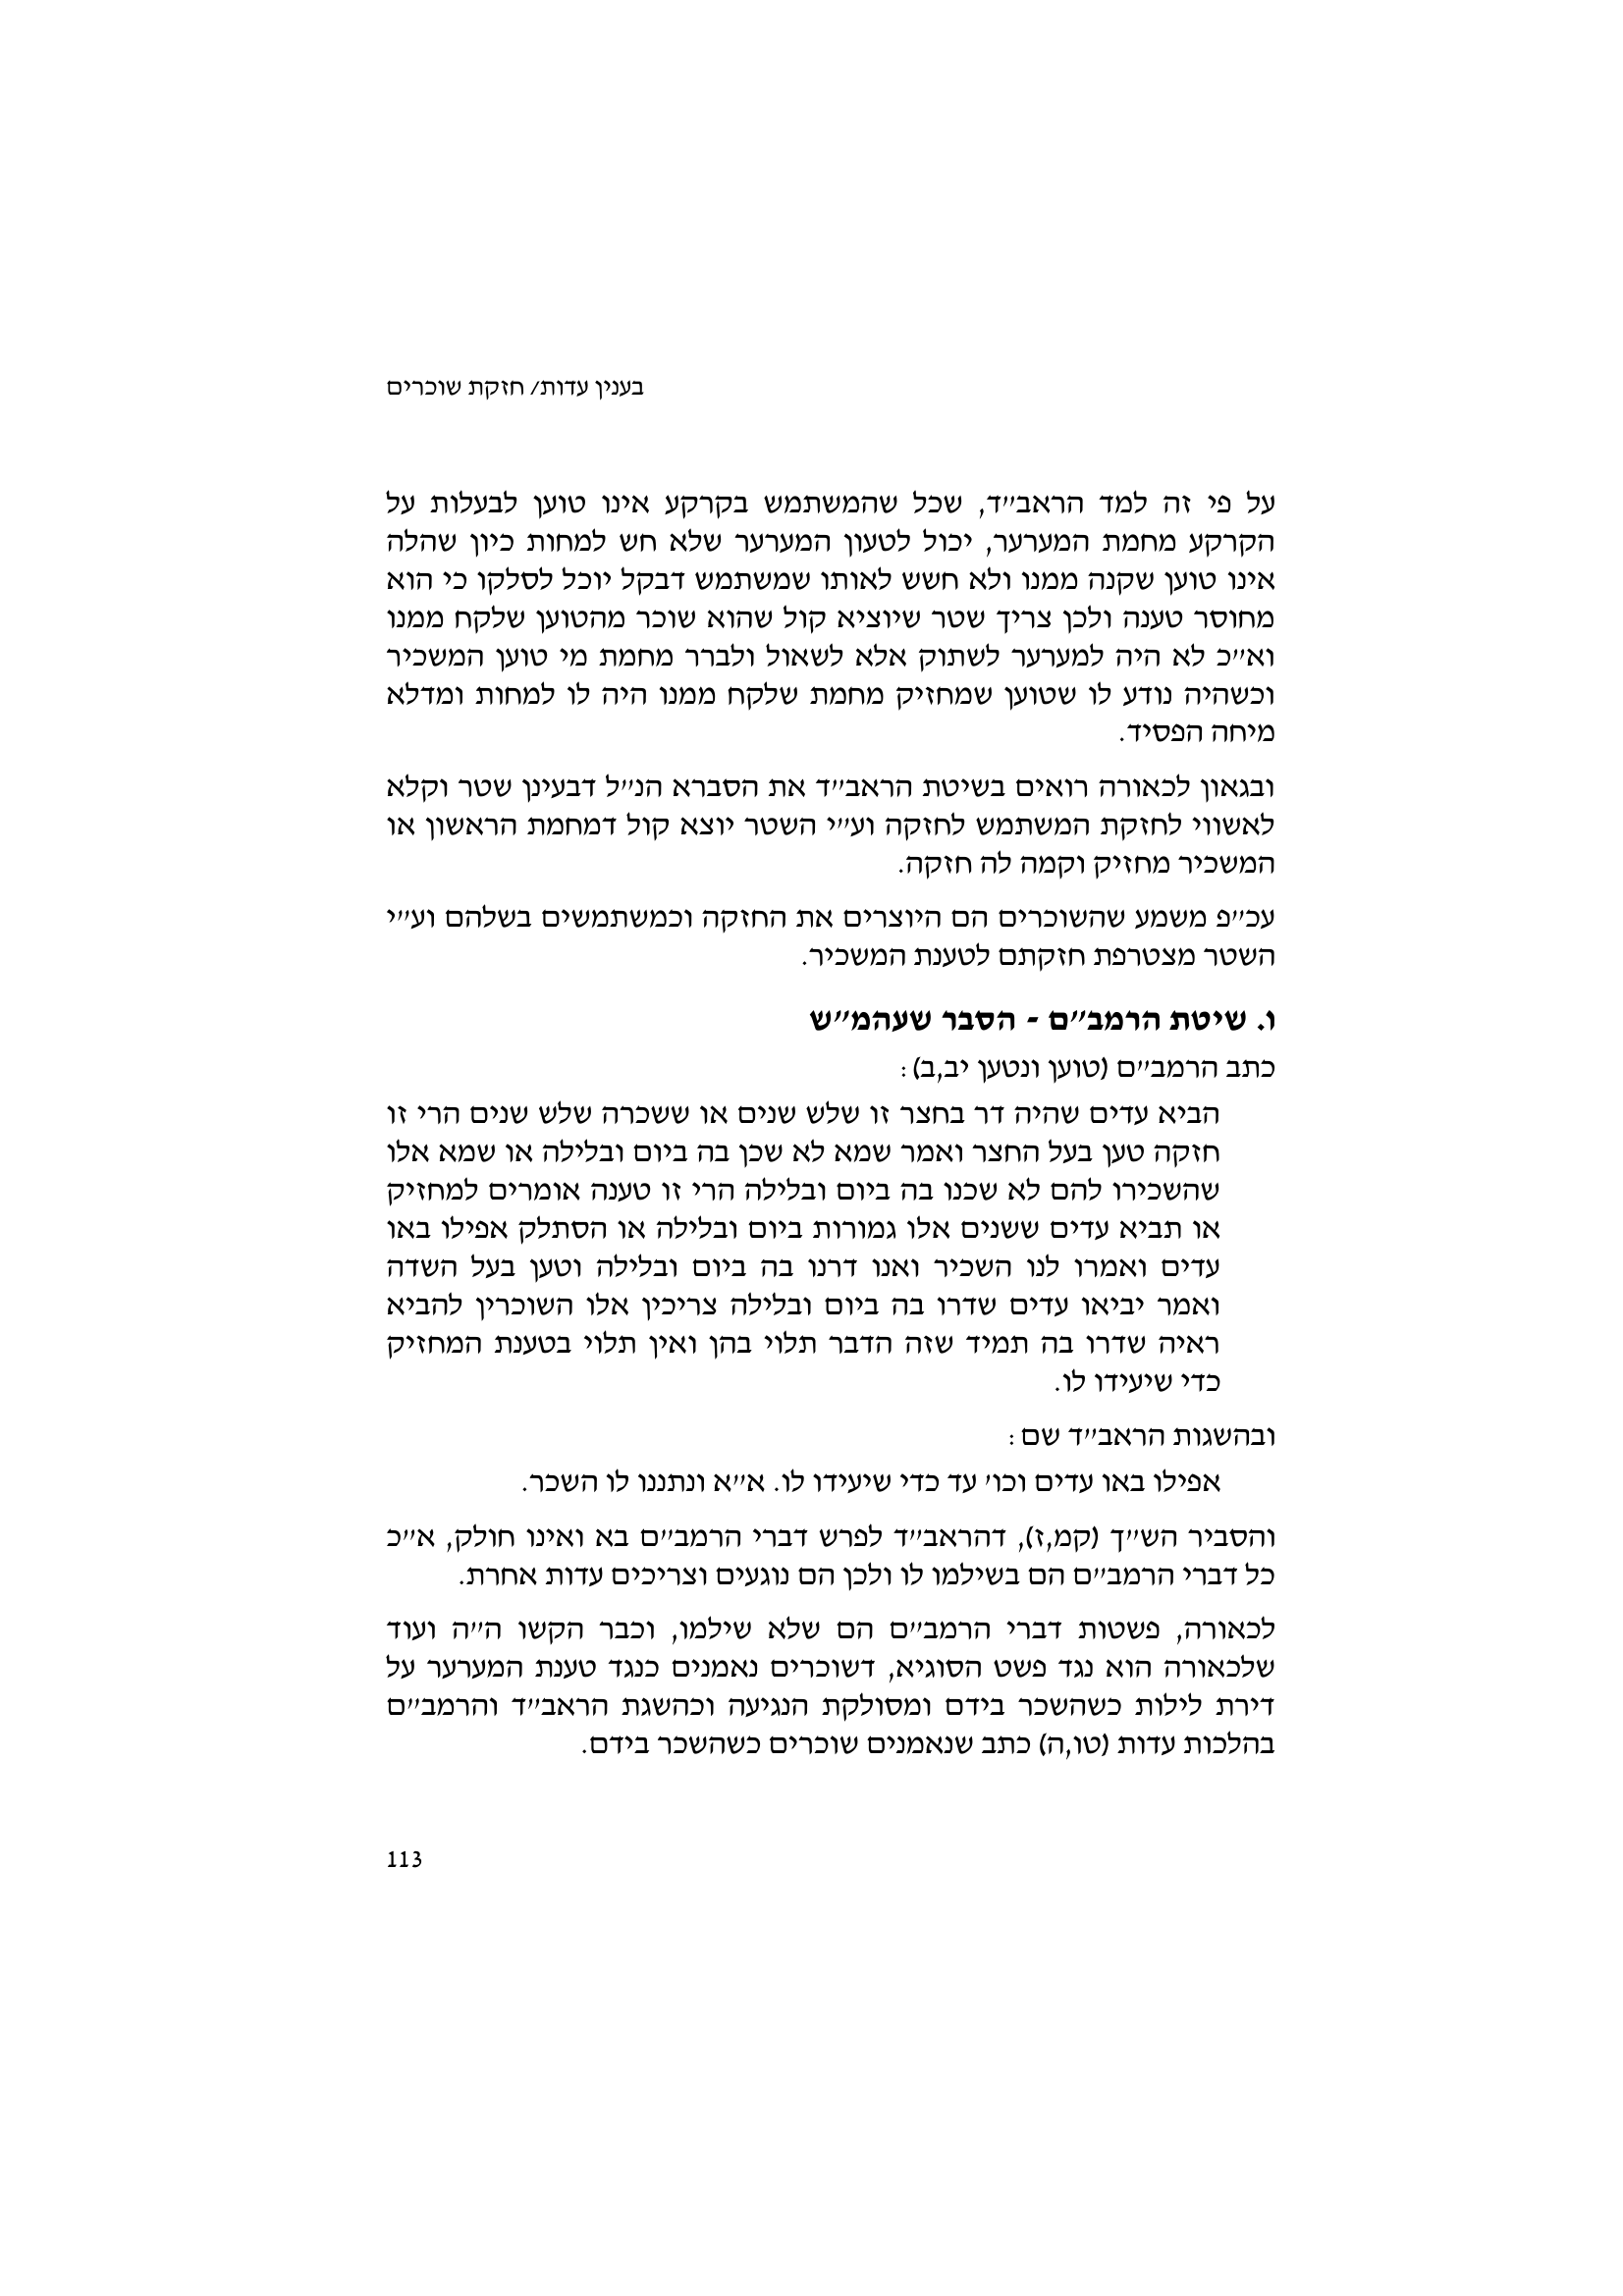 בענין עדות/ חזקת שוכרים
על פי זה למד הראב״ד, שכל שהמשתמש בקרקע אינו טוען לבעלות על
הקרקע מחמת המערער, יכול לטעון המערער שלא חש למחות כיון שהלה
אינו טוען שקנה ממנו ולא חשש לאותו שמשתמש דבקל יוכל לסלקו כי הוא
מחוסר טענה ולכן צריך שטר שיוציא קול שהוא שוכר מהטוען שלקח ממנו
וא״כ לא היה למערער לשתוק אלא לשאול ולברר מחמת מי טוען המשכיר
וכשהיה נודע לו שטוען שמחזיק מחמת שלקח ממנו היה לו למחות ומדלא
מיחה הפסיד.
ובגאון לכאורה רואים בשיטת הראב״ד את הסברא הנ״ל דבעינן שטר וקלא
לאשווי לחזקת המשתמש לחזקה וע״י השטר יוצא קול דמחמת הראשון או
המשכיר מחזיק וקמה לה חזקה.
עכ״פ משמע שהשוכרים הם היוצרים את החזקה וכמשתמשים בשלהם וע״י
השטר מצטרפת חזקתם לטענת המשכיר.
ו. שיטת הרמב״ם - הסבר שעהמ״ש
כתב הרמב״ם (טוען ונטען יב,ב):
הביא עדים שהיה דר בחצר זו שלש שנים או ששכרה שלש שנים הרי זו
חזקה טען בעל החצר ואמר שמא לא שכן בה ביום ובלילה או שמא אלו
שהשכירו להם לא שכנו בה ביום ובלילה הרי זו טענה אומרים למחזיק
או תביא עדים ששנים אלו גמורות ביום ובלילה או הסתלק אפילו באו
עדים ואמרו לנו השכיר ואנו דרנו בה ביום ובלילה וטען בעל השדה
ואמר יביאו עדים שדרו בה ביום ובלילה צריכין אלו השוכרין להביא
ראיה שדרו בה תמיד שזה הדבר תלוי בהן ואין תלוי בטענת המחזיק
כדי שיעידו לו.
ובהשגות הראב״ד שם:
אפילו באו עדים וכו׳ עד כדי שיעידו לו. א״א ונתננו לו השכר.
והסביר הש״ך (קמ,ז), דהראב״ד לפרש דברי הרמב״ם בא ואינו חולק, א״כ
כל דברי הרמב״ם הם בשילמו לו ולכן הם נוגעים וצריכים עדות אחרת.
לכאורה, פשטות דברי הרמב״ם הם שלא שילמו, וכבר הקשו ה״ה ועוד
שלכאורה הוא נגד פשט הסוגיא, דשוכרים נאמנים כנגד טענת המערער על
דירת לילות כשהשכר בידם ומסולקת הנגיעה וכהשגת הראב״ד והרמב״ם
בהלכות עדות (טו,ה) כתב שנאמנים שוכרים כשהשכר בידם.
113